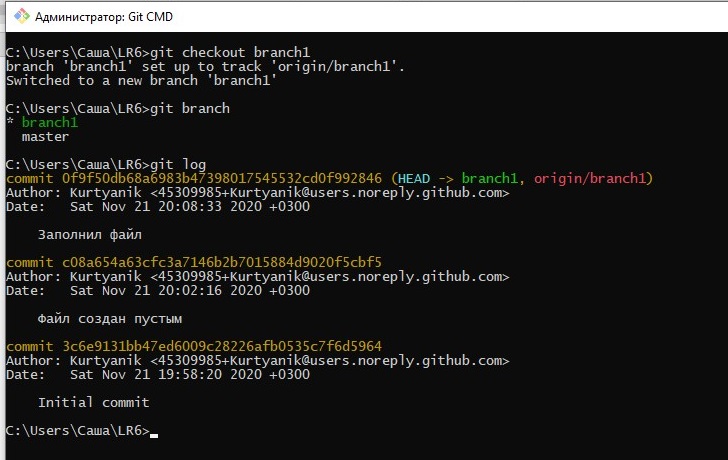 Администратор: Git CMD
C:\Users\Саша\LR6>git checkout branch1
branch 'branch1' set up to track 'origin/branch1'.
Switched to a new branch 'branch1'
C:\Users\Саша\LR6>git branch
* branch1
master
C:\Users\Саша\LR6>git log
commit 0f9f50db68a6983b47398017545532cd0f992846 (HEAD -> branch1, origin/branch1)
Author: Kurtyanik <45309985+Kurtyanik@users.noreply.github.com>
Date:   Sat Nov 21 20:08:33 2020 +0300
Заполнил файл
commit c08a654a63cfc3a7146b2b7015884d9020f5cbf5
Author: Kurtyanik <45309985+Kurtyanik@users.noreply.github.com>
Date:   Sat Nov 21 20:02:16 2020 +0300
Файл создан пустым
commit 3c6e9131bb47ed6009c28226afb0535c7f6d5964
Author: Kurtyanik <45309985+Kurtyanik@users.noreply.github.com>
Date:   Sat Nov 21 19:58:20 2020 +0300
Initial commit
C:\Users\Саша\LR6>